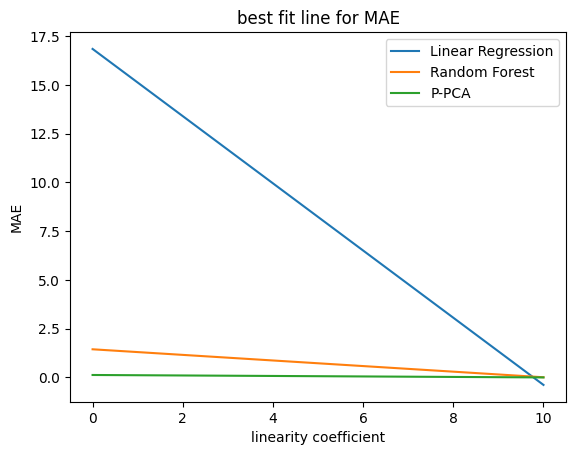 best fit line for MAE
Linear Regression
Random Forest
P-PCA
17.5
15.0
12.5
10.0
7.5
5.0
2.5
0.0
MAE
0 2 4 6 8 10
linearity coefficient